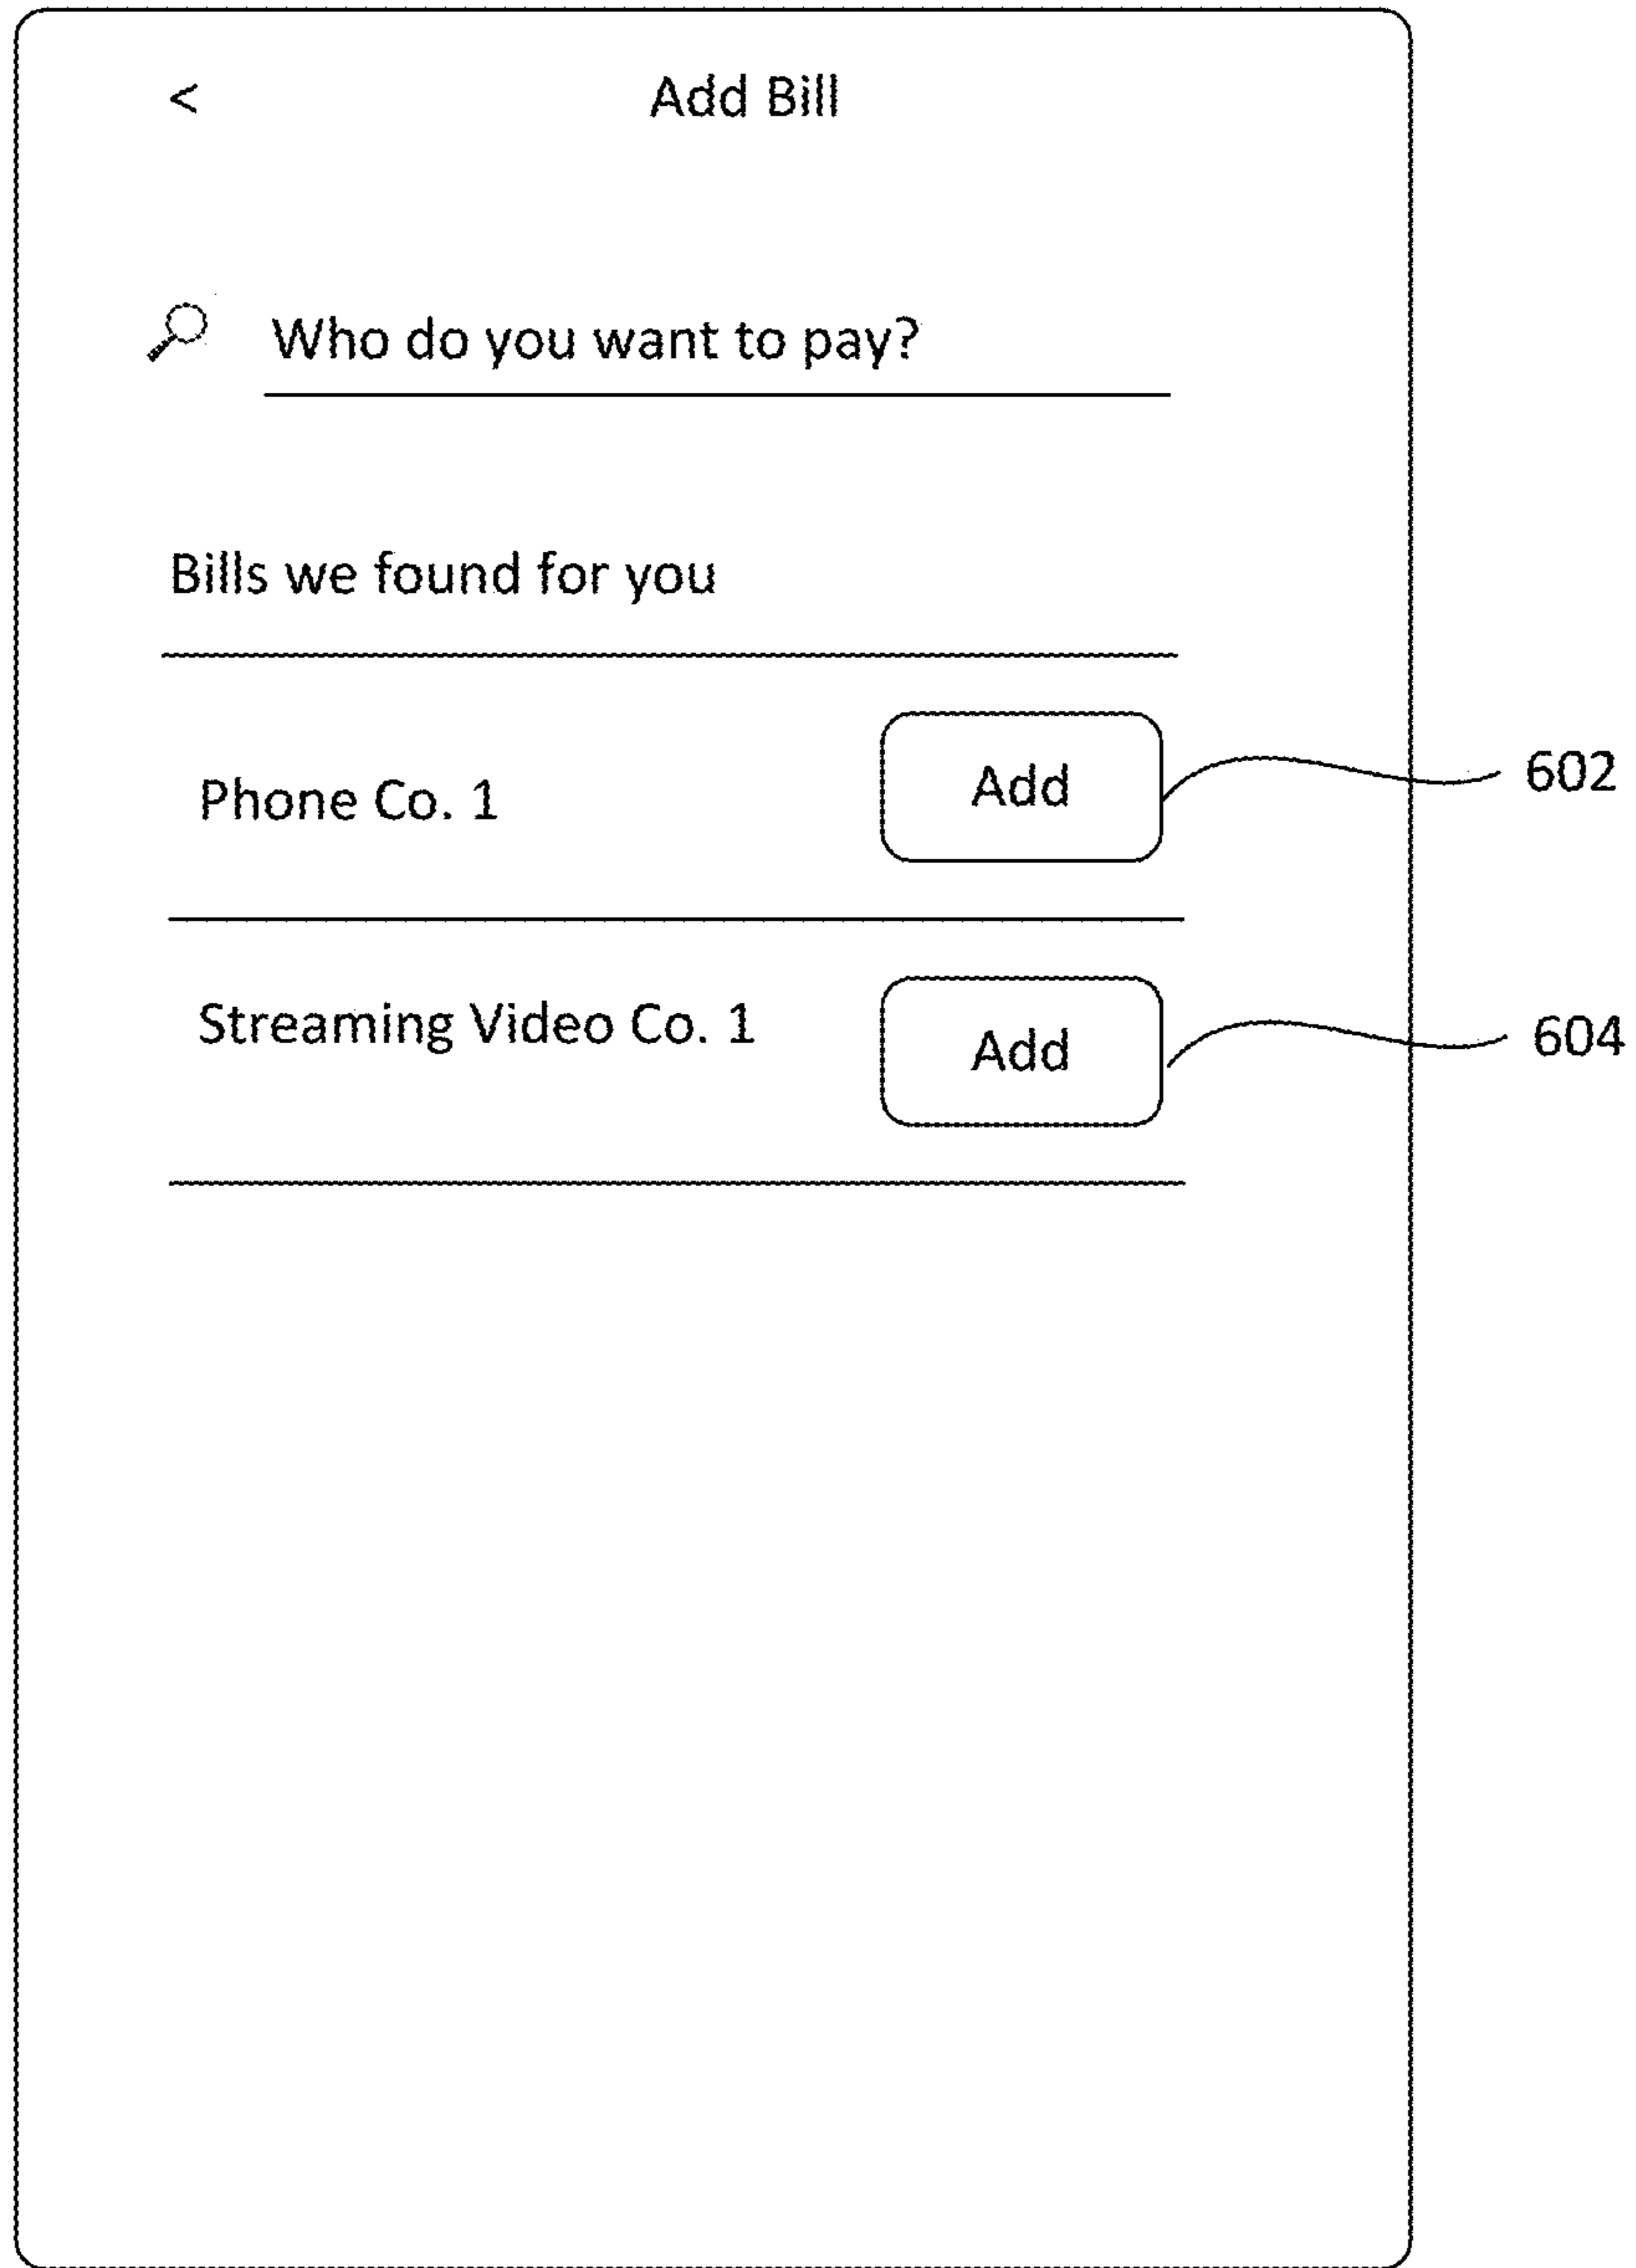 < Add Bill
Who do you want to pay?
Bills we found for you
Phone Co. 1 Add 602
Streaming Video Co. 1 Add 604